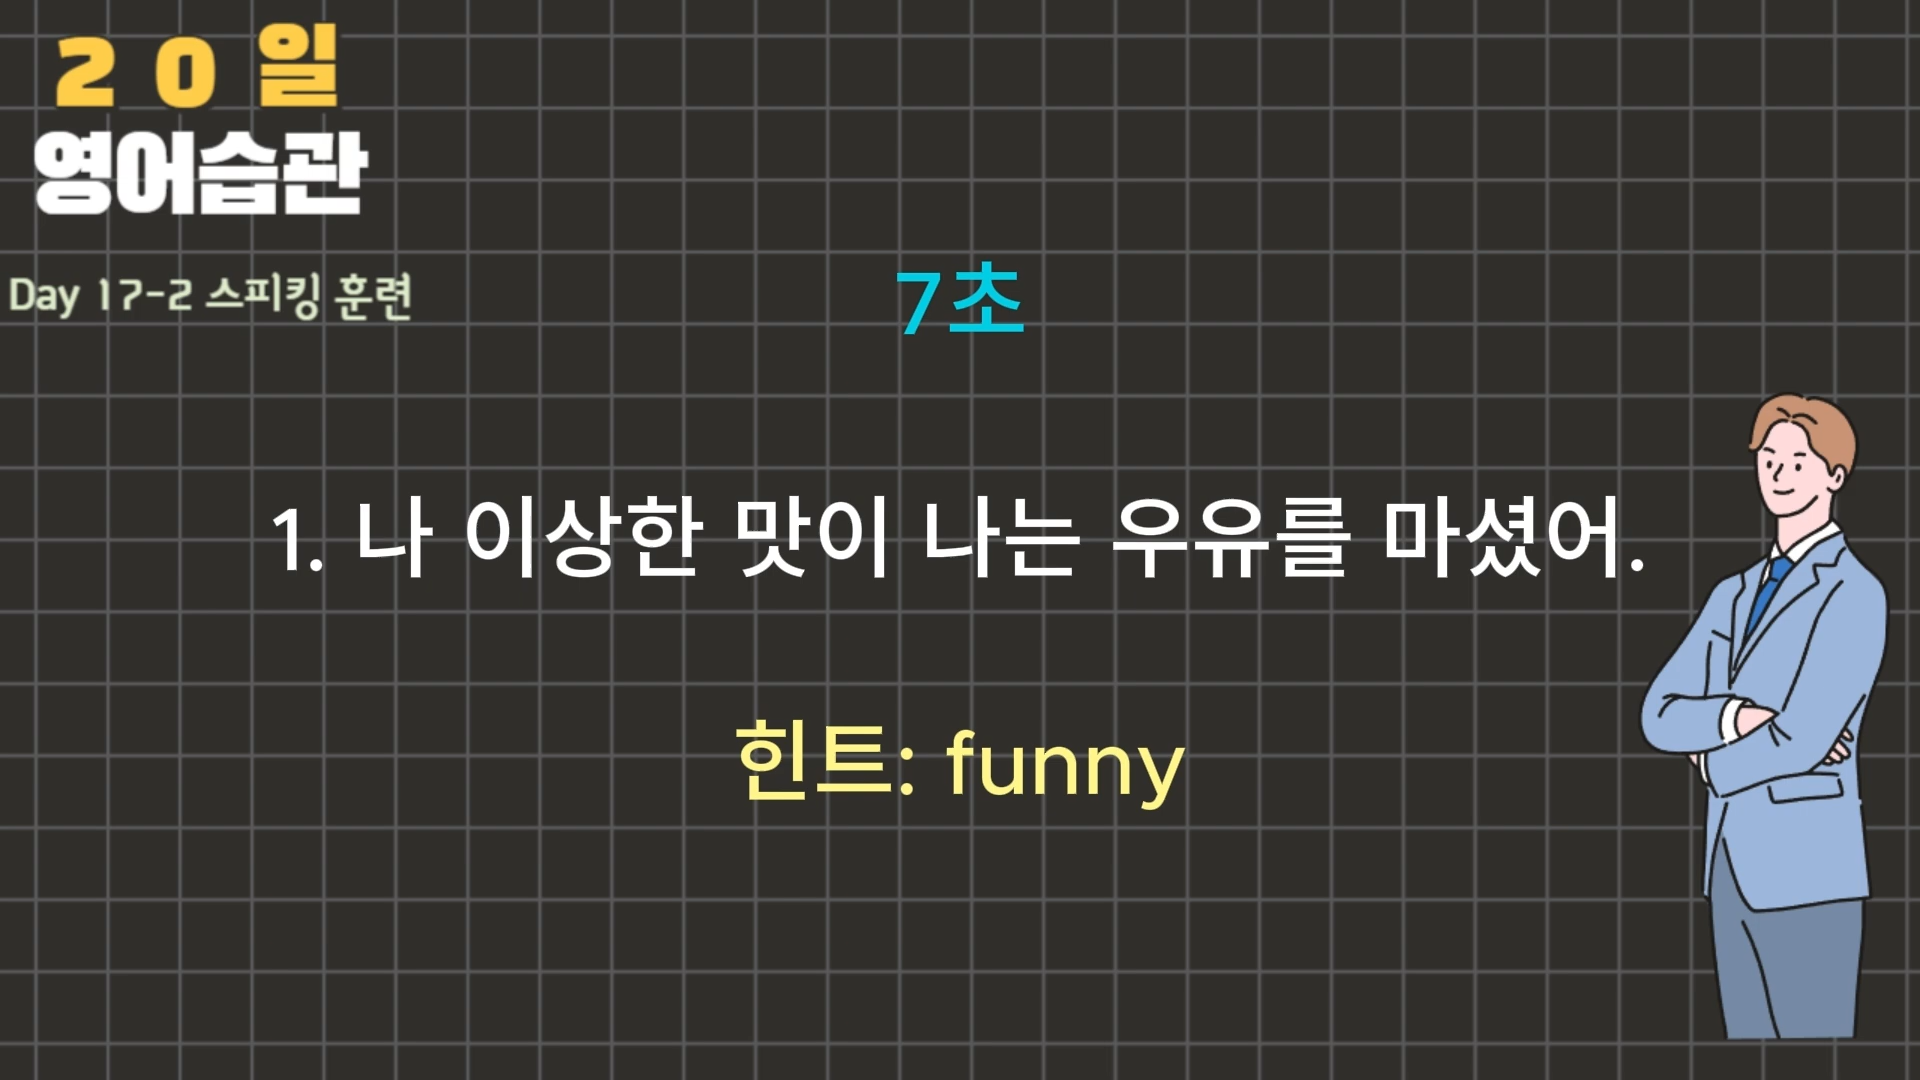 20일
영어습관
Day 17-2 스피킹 훈련
7초
1. 나 이상한 맛이 나는 우유를 마셨어.
힌트: funny